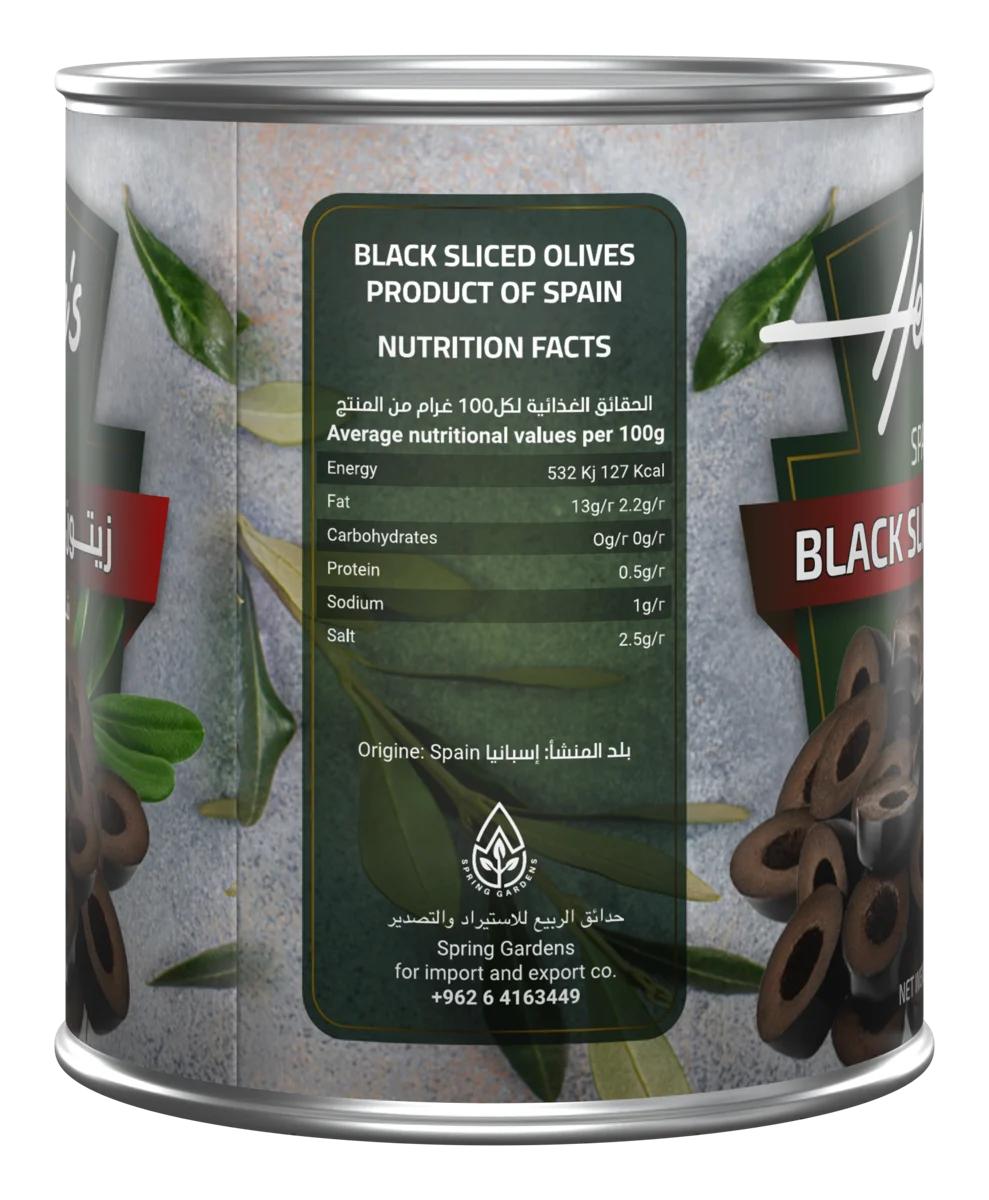 BLACK SLICED OLIVES
PRODUCT OF SPAIN
NUTRITION FACTS
الحقائق الغذائية لكل100 غرام من المنتج
Average nutritional values per 100g
Energy 532 Kj 127 Kcal
Fat 13g/г 2.2g/г
Carbohydrates Og/г 0g/г
Protein 0.5g/г
Sodium 1g/г
Salt 2.5g/г
Origine: Spain بلد المنشأ: إسبانيا
SPRING GARDENS
حدائق الربيع للاستيراد والتصدير
Spring Gardens
for import and export co.
+962 6 4163449
BLACK